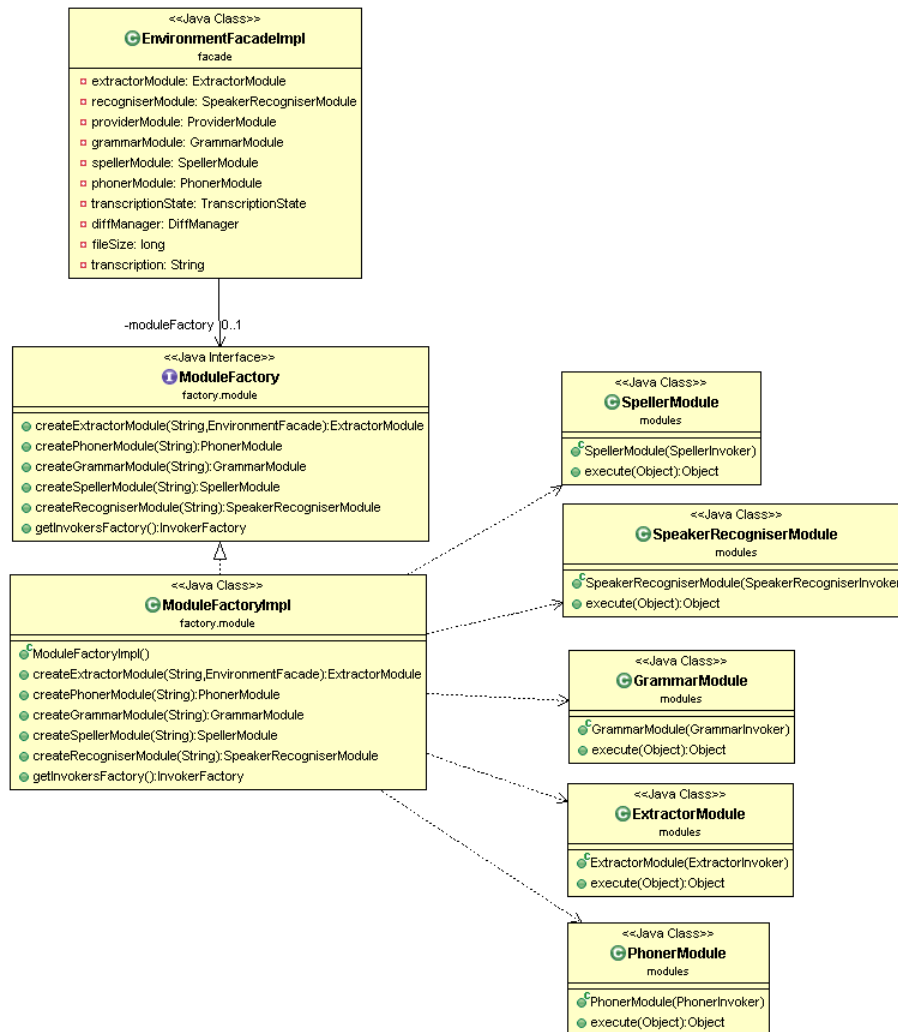 <<Java Class>>
EnvironmentFacadeImpl
facade
extractorModule: ExtractorModule
recogniserModule: SpeakerRecogniserModule
providerModule: ProviderModule
grammarModule: GrammarModule
spellerModule: SpellerModule
phonerModule: PhonerModule
transcriptionState: TranscriptionState
diffManager: DiffManager
fileSize: long
transcription: String
-moduleFactory 0..1
<<Java Interface>>
ModuleFactory
factory.module
createExtractorModule(String,EnvironmentFacade):ExtractorModule
createPhonerModule(String):PhonerModule
createGrammarModule(String):GrammarModule
createSpellerModule(String):SpellerModule
createRecogniserModule(String):SpeakerRecogniserModule
getInvokersFactory():InvokerFactory
<<Java Class>>
ModuleFactoryImpl
factory.module
ModuleFactoryImpl()
createExtractorModule(String,EnvironmentFacade):ExtractorModule
createPhonerModule(String):PhonerModule
createGrammarModule(String):GrammarModule
createSpellerModule(String):SpellerModule
createRecogniserModule(String):SpeakerRecogniserModule
getInvokersFactory():InvokerFactory
<<Java Class>>
SpellerModule
modules
SpellerModule(SpellerInvoker)
execute(Object):Object
<<Java Class>>
SpeakerRecogniserModule
modules
SpeakerRecogniserModule(SpeakerRecogniserInvoker
execute(Object):Object
<<Java Class>>
GrammarModule
modules
GrammarModule(GrammarInvoker)
execute(Object):Object
<<Java Class>>
ExtractorModule
modules
ExtractorModule(ExtractorInvoker)
execute(Object):Object
<<Java Class>>
PhonerModule
modules
PhonerModule(PhonerInvoker)
execute(Object):Object